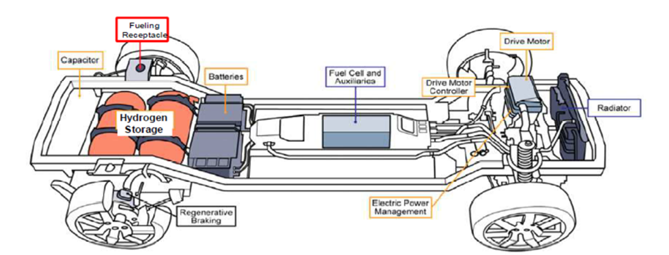 Fueling
Receptacle
Capacitor
Batteries
Hydrogen
Storage
Fuel Cell and
Auxiliaries
Drive Motor
Drive Motor
Controller
Radiator
Electric Power
Management
Regenerative
Braking